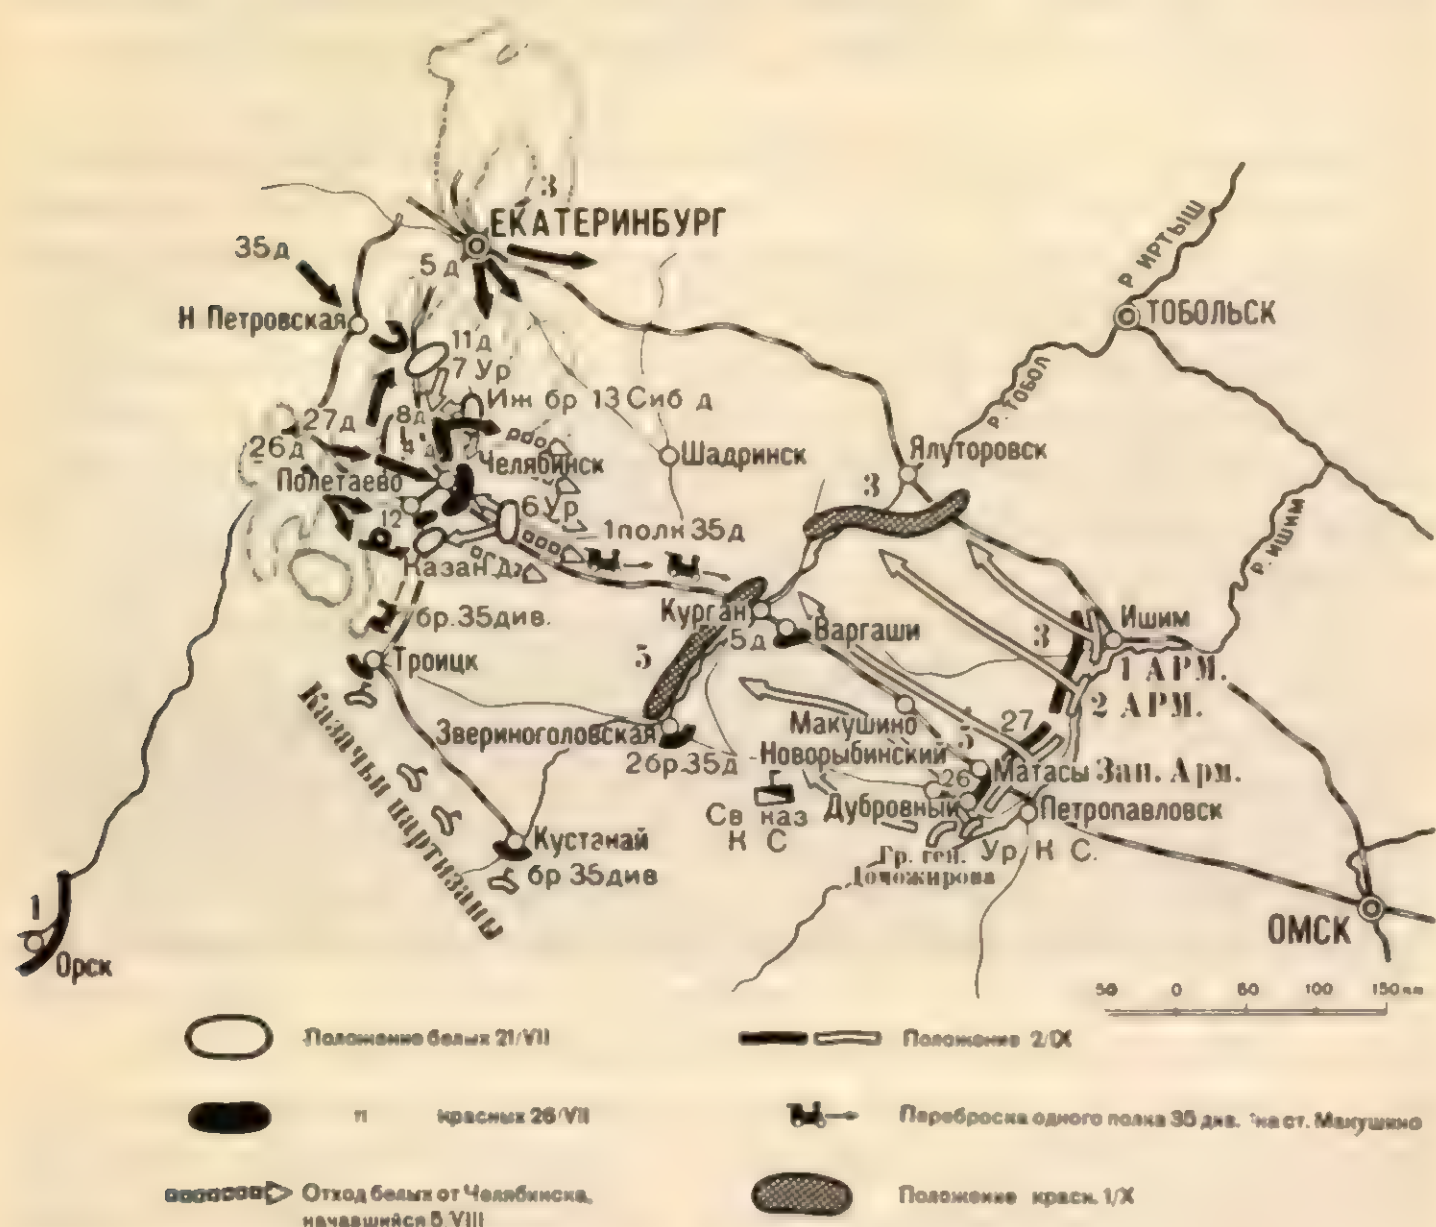 3
ЕКАТЕРИНБУРГ
35д
5д
Н Петровская
11д
7 Ур
Иж бр 13 Сиб д
27д
8д
26д
4 д
Полетаево
Челябинск
Шадринск
12
6 Ур
1 полк 35д
Казан. Д.
бр. 35див.
Троицк
Казачьи партизаны
Р. ИРТЫШ
ТОБОЛЬСК
Р. ТОБОЛ
Ялуторовск
3
Р. ИШИМ
Курган
5д
Варгаши
5
Ишим
3
1 АРМ.
2 АРМ.
Звериноголовская
2бр.35д
Макушино
27
5
Новорыбинский
26
Матасы Зап. Арм.
Дубровный
Петропавловск
Св каз
К С
Гр. ген.
Доможирова
Ур К С.
Кустанай
бр 35див
1
Орск
ОМСК
50 0 50 100 150 км
Положение белых 21/VII
" красных 26/VII
Отход белых от Челябинска,
начавшийся 5 VIII
Положение 2/IX
Переброска одного полка 35 див. на ст. Макушино
Положение красн. 1/X